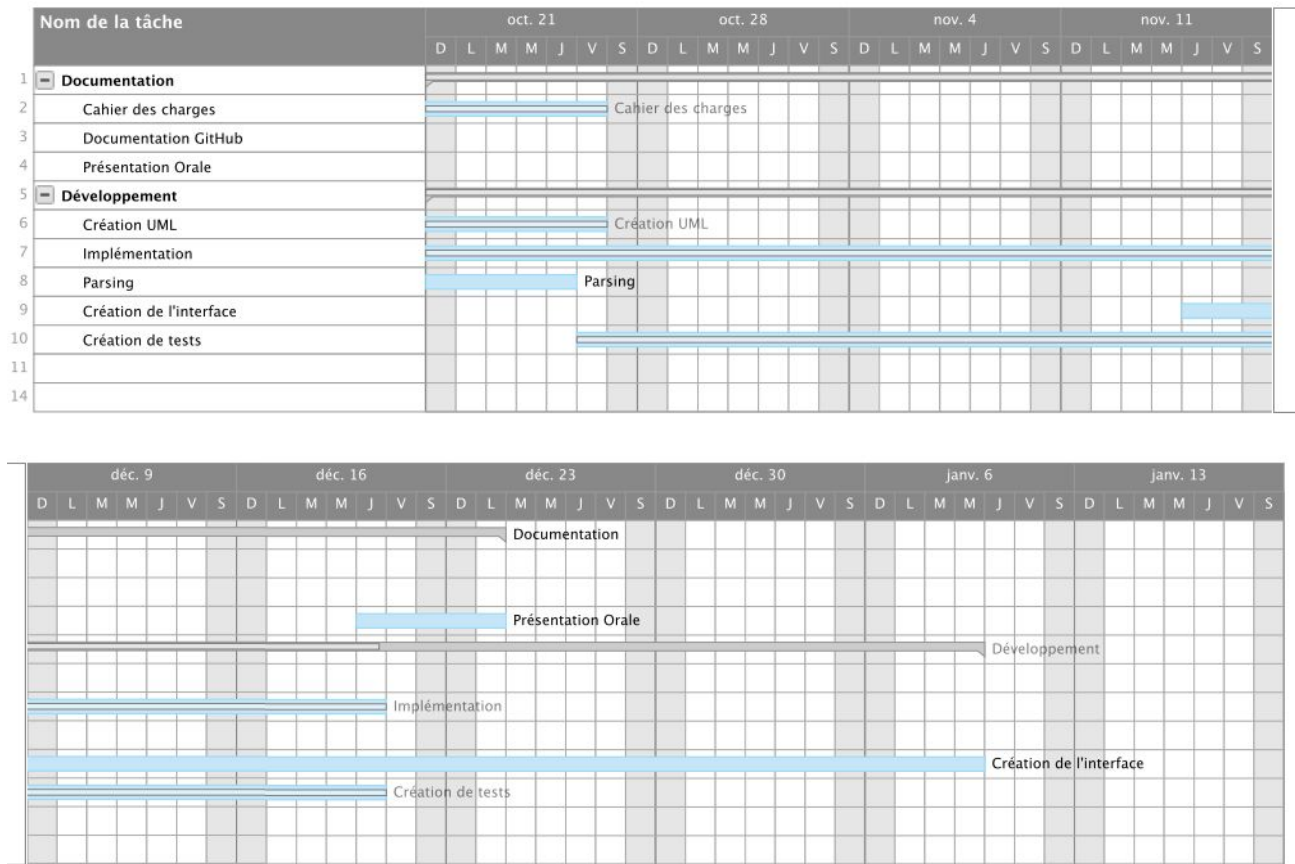 Nom de la tâche
oct. 21 oct. 28 nov. 4 nov. 11
D L M M J V S D L M M J V S D L M M J V S D L M M J V S
1 Documentation
2 Cahier des charges Cahier des charges
3 Documentation GitHub
4 Présentation Orale
5 Développement
6 Création UML Création UML
7 Implémentation
8 Parsing Parsing
9 Création de l'interface
10 Création de tests
11
14
déc. 9 déc. 16 déc. 23 déc. 30 janv. 6 janv. 13
D L M M J V S D L M M J V S D L M M J V S D L M M J V S D L M M J V S D L M M J V S
Documentation
Présentation Orale
Développement
Implémentation
Création de l'interface
Création de tests